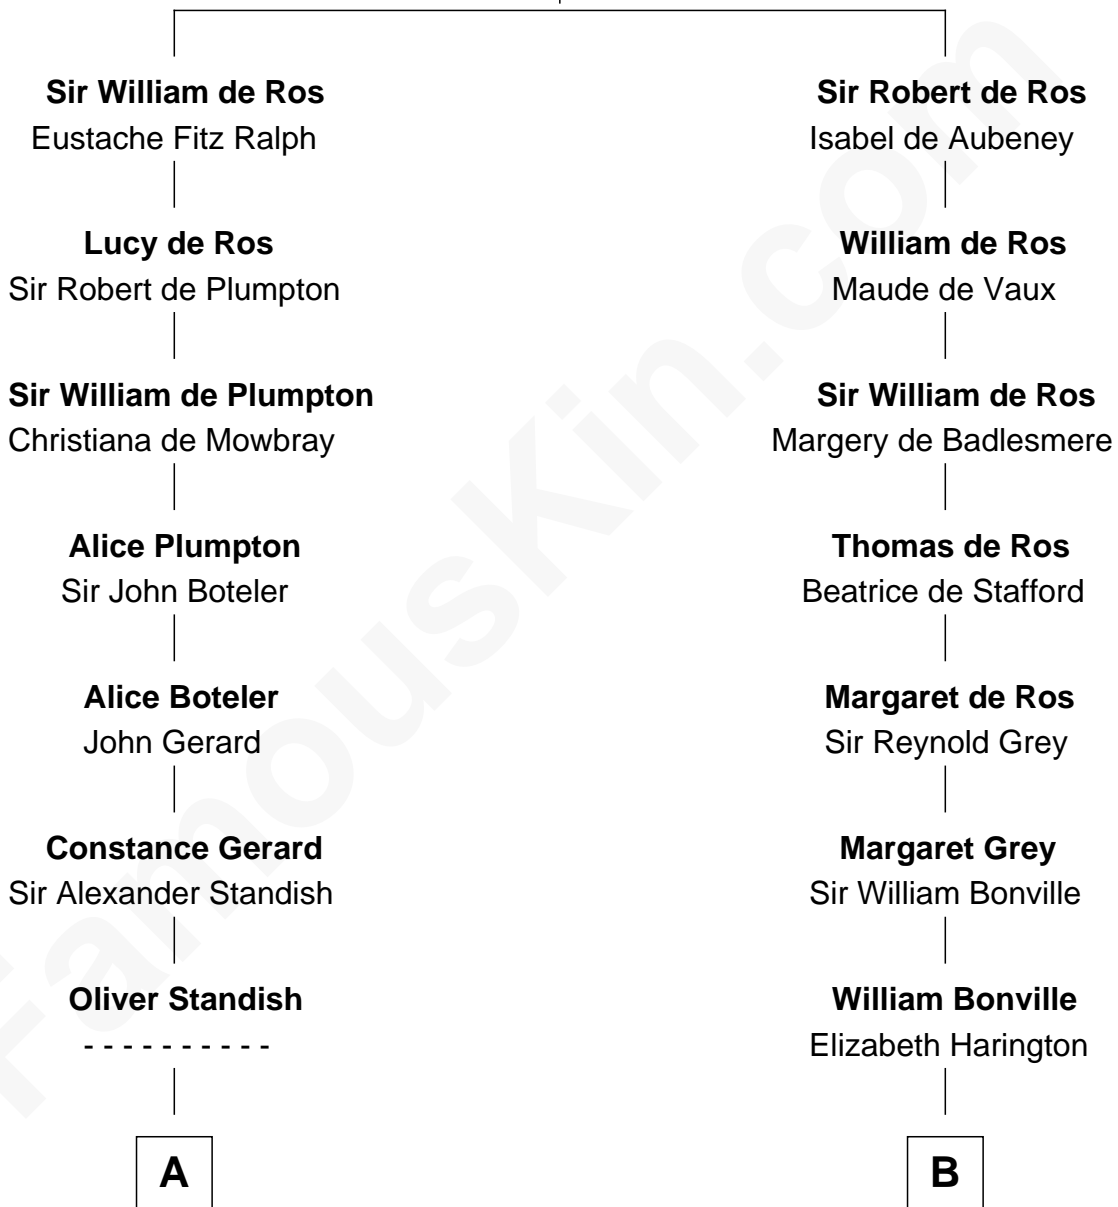 Sir William de Ros
Eustache Fitz Ralph
Lucy de Ros
Sir Robert de Plumpton
Sir William de Plumpton
Christiana de Mowbray
Alice Plumpton
Sir John Boteler
Alice Boteler
John Gerard
Constance Gerard
Sir Alexander Standish
Oliver Standish
- - - - - - - - - -
A
Sir Robert de Ros
Isabel de Aubeney
William de Ros
Maude de Vaux
Sir William de Ros
Margery de Badlesmere
Thomas de Ros
Beatrice de Stafford
Margaret de Ros
Sir Reynold Grey
Margaret Grey
Sir William Bonville
William Bonville
Elizabeth Harington
B
FamousKin.com